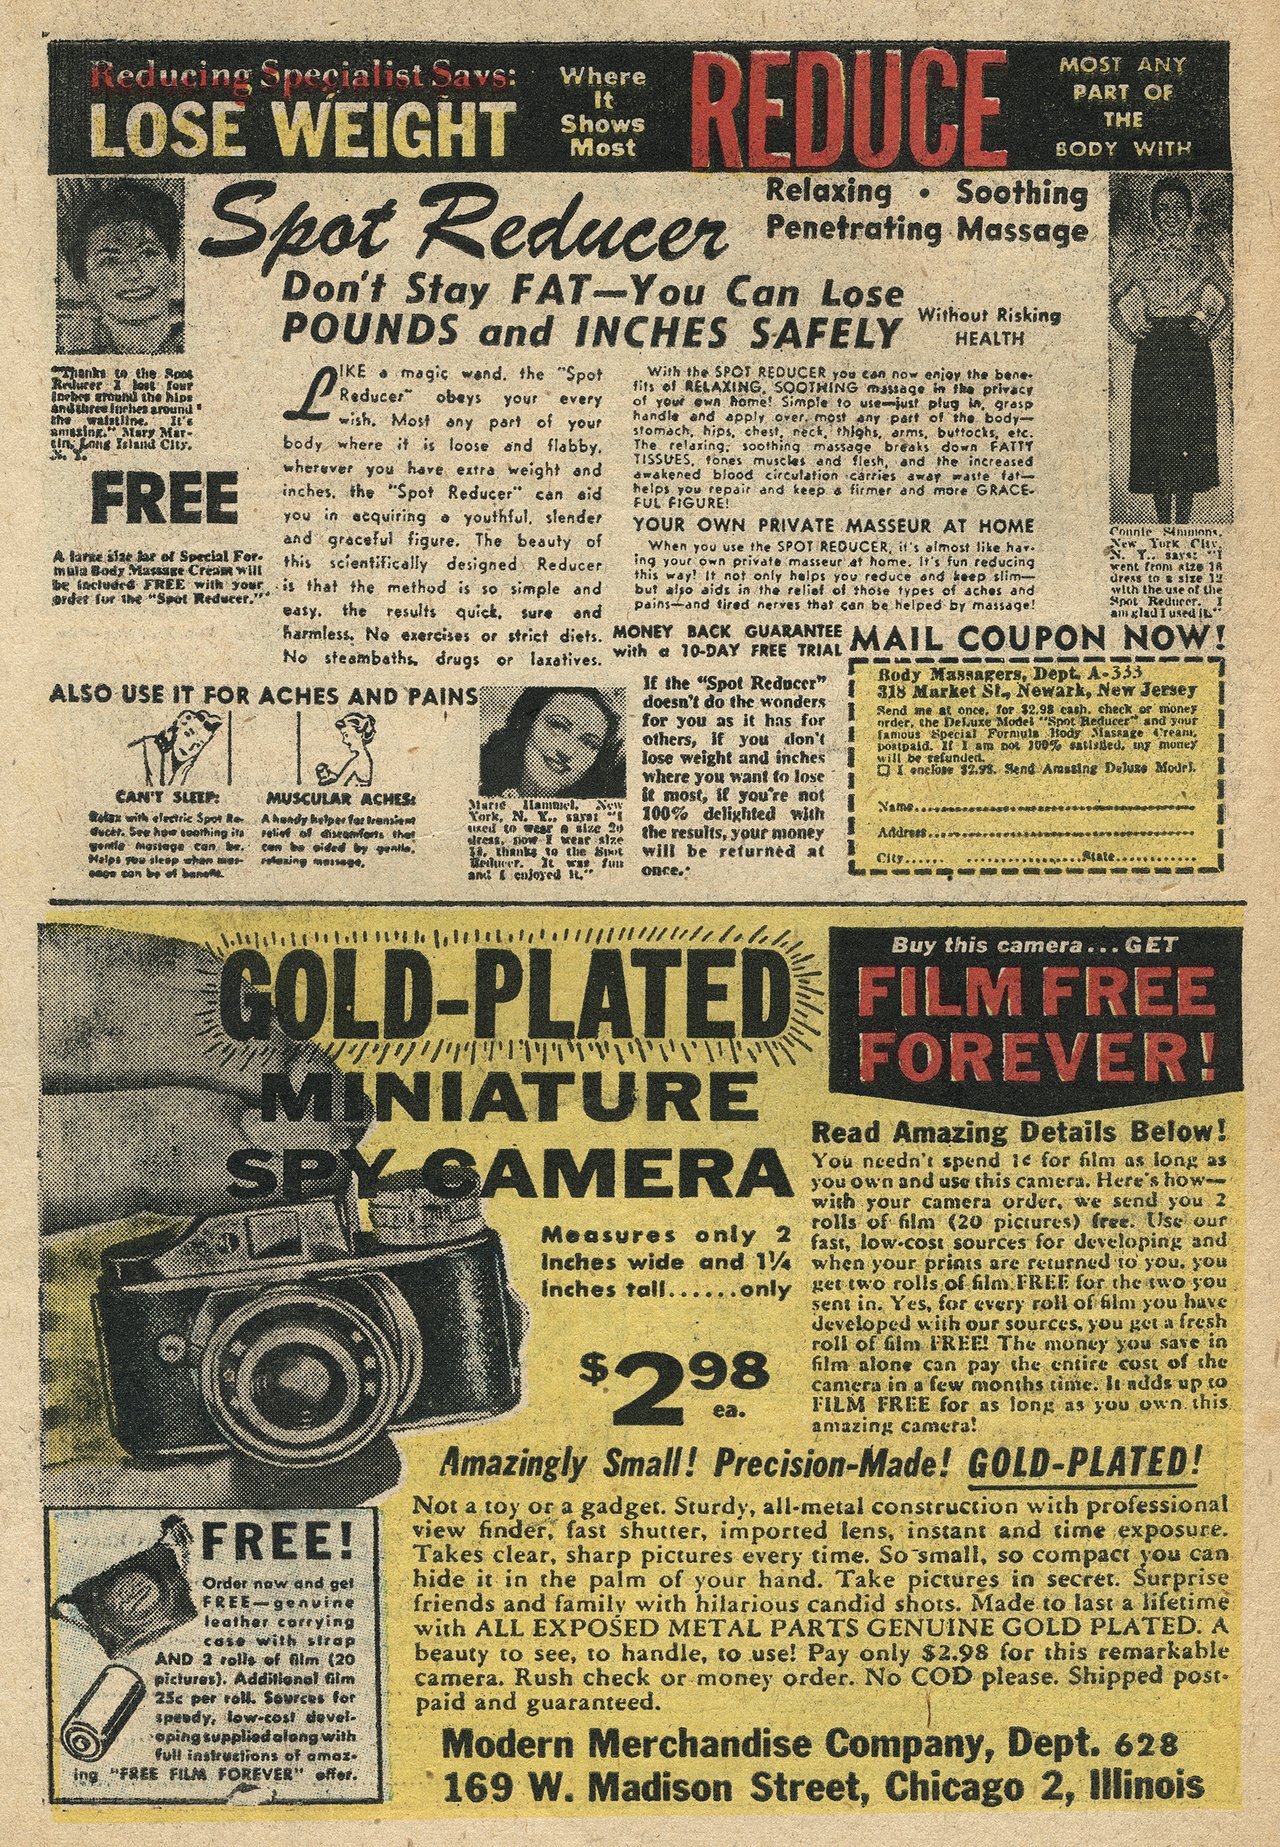 Reducing Specialist Says:
LOSE WEIGHT
Where
It
Shows
Most
REDUCE
MOST ANY
PART OF
THE
BODY WITH
Spot Reducer
Relaxing • Soothing
Penetrating Massage
Don't Stay FAT—You Can Lose
POUNDS and INCHES SAFELY
Without Risking
HEALTH
"Thanks to the Spot
Reducer I lost four
inches around the hips
and three inches around
the waistline. It's
amazing." Mary Mar-
tin, Long Island City,
N. Y.
FREE
A large size jar of Special For-
mula Body Massage Cream will
be included FREE with your
order for the "Spot Reducer."
LIKE a magic wand, the "Spot
Reducer" obeys your every
wish. Most any part of your
body where it is loose and flabby,
wherever you have extra weight and
inches, the "Spot Reducer" can aid
you in acquiring a youthful, slender
and graceful figure. The beauty of
this scientifically designed Reducer
is that the method is so simple and
easy, the results quick, sure and
harmless. No exercises or strict diets.
No steambaths, drugs or laxatives.
With the SPOT REDUCER you can now enjoy the bene-
fits of RELAXING, SOOTHING massage in the privacy
of your own home! Simple to use—just plug in, grasp
handle and apply over most any part of the body—
stomach, hips, chest, neck, thighs, arms, buttocks, etc.
The relaxing, soothing massage breaks down FATTY
TISSUES, tones muscles and flesh, and the increased
awakened blood circulation carries away waste fat—
helps you repair and keep a firmer and more GRACE-
FUL FIGURE!
YOUR OWN PRIVATE MASSEUR AT HOME
When you use the SPOT REDUCER, it's almost like hav-
ing your own private masseur at home. It's fun reducing
this way! It not only helps you reduce and keep slim—
but also aids in the relief of those types of aches and
pains—and tired nerves that can be helped by massage!
Connie Simmons,
New York City,
N. Y., says: "I
went from size 18
dress to a size 12
with the use of the
Spot Reducer. I
am glad I used it."
MONEY BACK GUARANTEE
with a 10-DAY FREE TRIAL
If the "Spot Reducer"
doesn't do the wonders
for you as it has for
others, if you don't
lose weight and inches
where you want to lose
it most, if you're not
100% delighted with
the results, your money
will be returned at
once.
MAIL COUPON NOW!
Body Massagers, Dept. A-333
318 Market St., Newark, New Jersey
Send me at once, for $2.98 cash, check or money
order, the DeLuxe Model "Spot Reducer" and your
famous Special Formula Body Massage Cream,
postpaid. If I am not 100% satisfied, my money
will be refunded.
I enclose $2.98. Send Amazing Deluxe Model.
Name
Address
City State
ALSO USE IT FOR ACHES AND PAINS
CAN'T SLEEP:
Relax with electric Spot Re-
ducer. See how soothing its
gentle massage can be.
Helps you sleep when mas-
sage can be of benefit.
MUSCULAR ACHES:
A handy helper for transient
relief of discomforts that
can be aided by gentle,
relaxing massage.
Marie Hammel, New
York, N. Y., says: "I
used to wear a size 20
dress, now I wear size
14, thanks to the Spot
Reducer. It was fun
and I enjoyed it."
GOLD-PLATED
MINIATURE
SPY CAMERA
Measures only 2
inches wide and 1¼
inches tall......only
$2.98
ea.
Buy this camera...GET
FILM FREE
FOREVER!
Read Amazing Details Below!
You needn't spend 1¢ for film as long as
you own and use this camera. Here's how—
with your camera order, we send you 2
rolls of film (20 pictures) free. Use our
fast, low-cost sources for developing and
when your prints are returned to you, you
get two rolls of film FREE for the two you
sent in. Yes, for every roll of film you have
developed with our sources, you get a fresh
roll of film FREE! The money you save in
film alone can pay the entire cost of the
camera in a few months time. It adds up to
FILM FREE for as long as you own this
amazing camera!
Amazingly Small! Precision-Made! GOLD-PLATED!
Not a toy or a gadget. Sturdy, all-metal construction with professional
view finder, fast shutter, imported lens, instant and time exposure.
Takes clear, sharp pictures every time. So small, so compact you can
hide it in the palm of your hand. Take pictures in secret. Surprise
friends and family with hilarious candid shots. Made to last a lifetime
with ALL EXPOSED METAL PARTS GENUINE GOLD PLATED. A
beauty to see, to handle, to use! Pay only $2.98 for this remarkable
camera. Rush check or money order. No COD please. Shipped post-
paid and guaranteed.
Modern Merchandise Company, Dept. 628
169 W. Madison Street, Chicago 2, Illinois
FREE!
Order now and get
FREE—genuine
leather carrying
case with strap
AND 2 rolls of film (20
pictures). Additional film
25c per roll. Sources for
speedy, low-cost devel-
oping supplied along with
full instructions of amaz-
ing "FREE FILM FOREVER" offer.